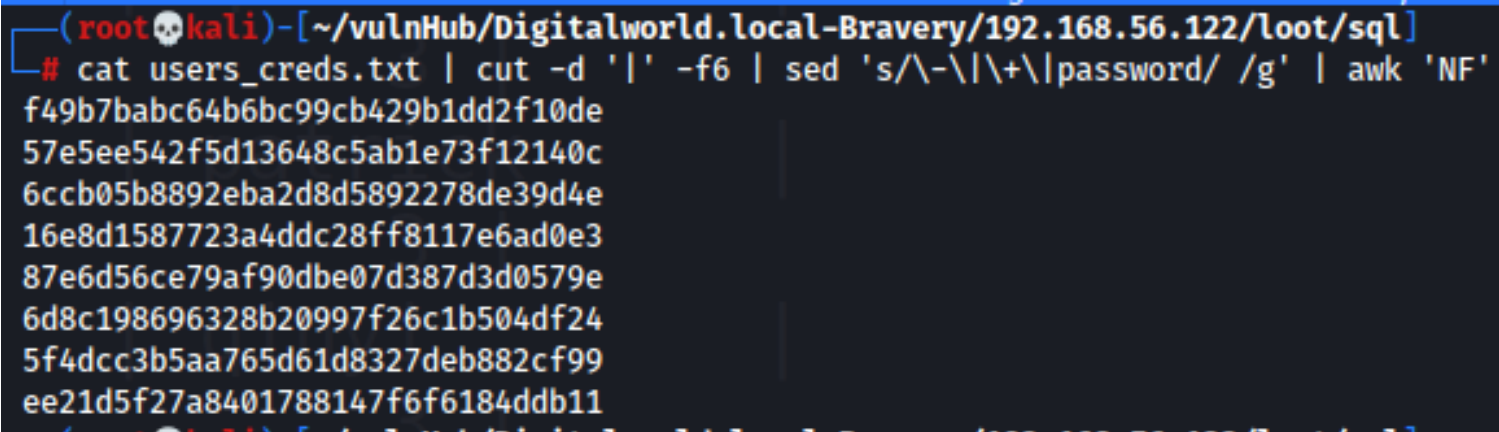 ┌──(root💀kali)-[~/vulnHub/Digitalworld.local-Bravery/192.168.56.122/loot/sql]
└─# cat users_creds.txt | cut -d '|' -f6 | sed 's/\-\|\+\|password/ /g' | awk 'NF'
f49b7babc64b6bc99cb429b1dd2f10de
57e5ee542f5d13648c5ab1e73f12140c
6ccb05b8892eba2d8d5892278de39d4e
16e8d1587723a4ddc28ff8117e6ad0e3
87e6d56ce79af90dbe07d387d3d0579e
6d8c198696328b20997f26c1b504df24
5f4dcc3b5aa765d61d8327deb882cf99
ee21d5f27a8401788147f6f6184ddb11